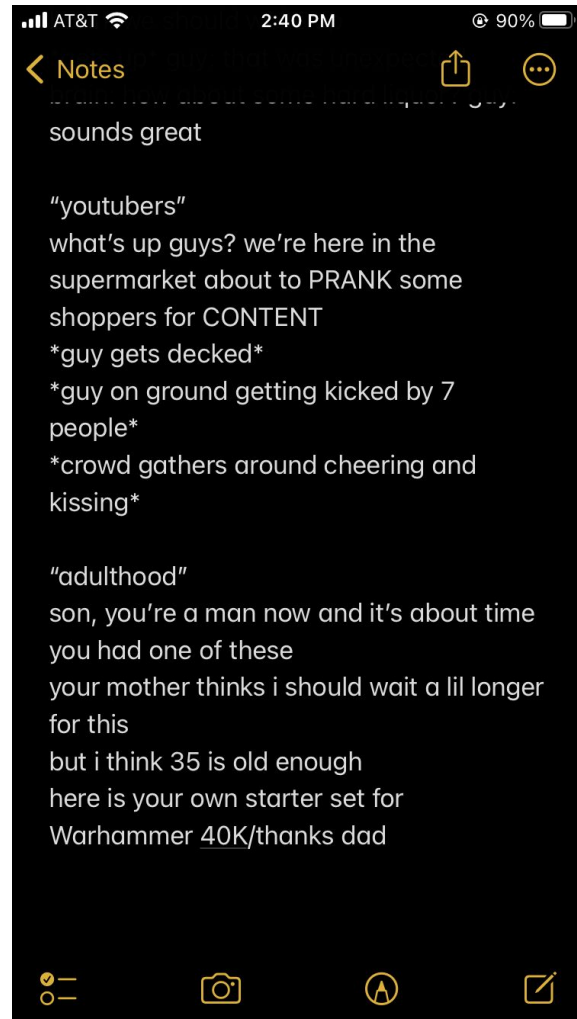 AT&T 2:40 PM 90%
Notes
sounds great
“youtubers”
what’s up guys? we’re here in the
supermarket about to PRANK some
shoppers for CONTENT
*guy gets decked*
*guy on ground getting kicked by 7
people*
*crowd gathers around cheering and
kissing*
“adulthood”
son, you’re a man now and it’s about time
you had one of these
your mother thinks i should wait a lil longer
for this
but i think 35 is old enough
here is your own starter set for
Warhammer 40K/thanks dad